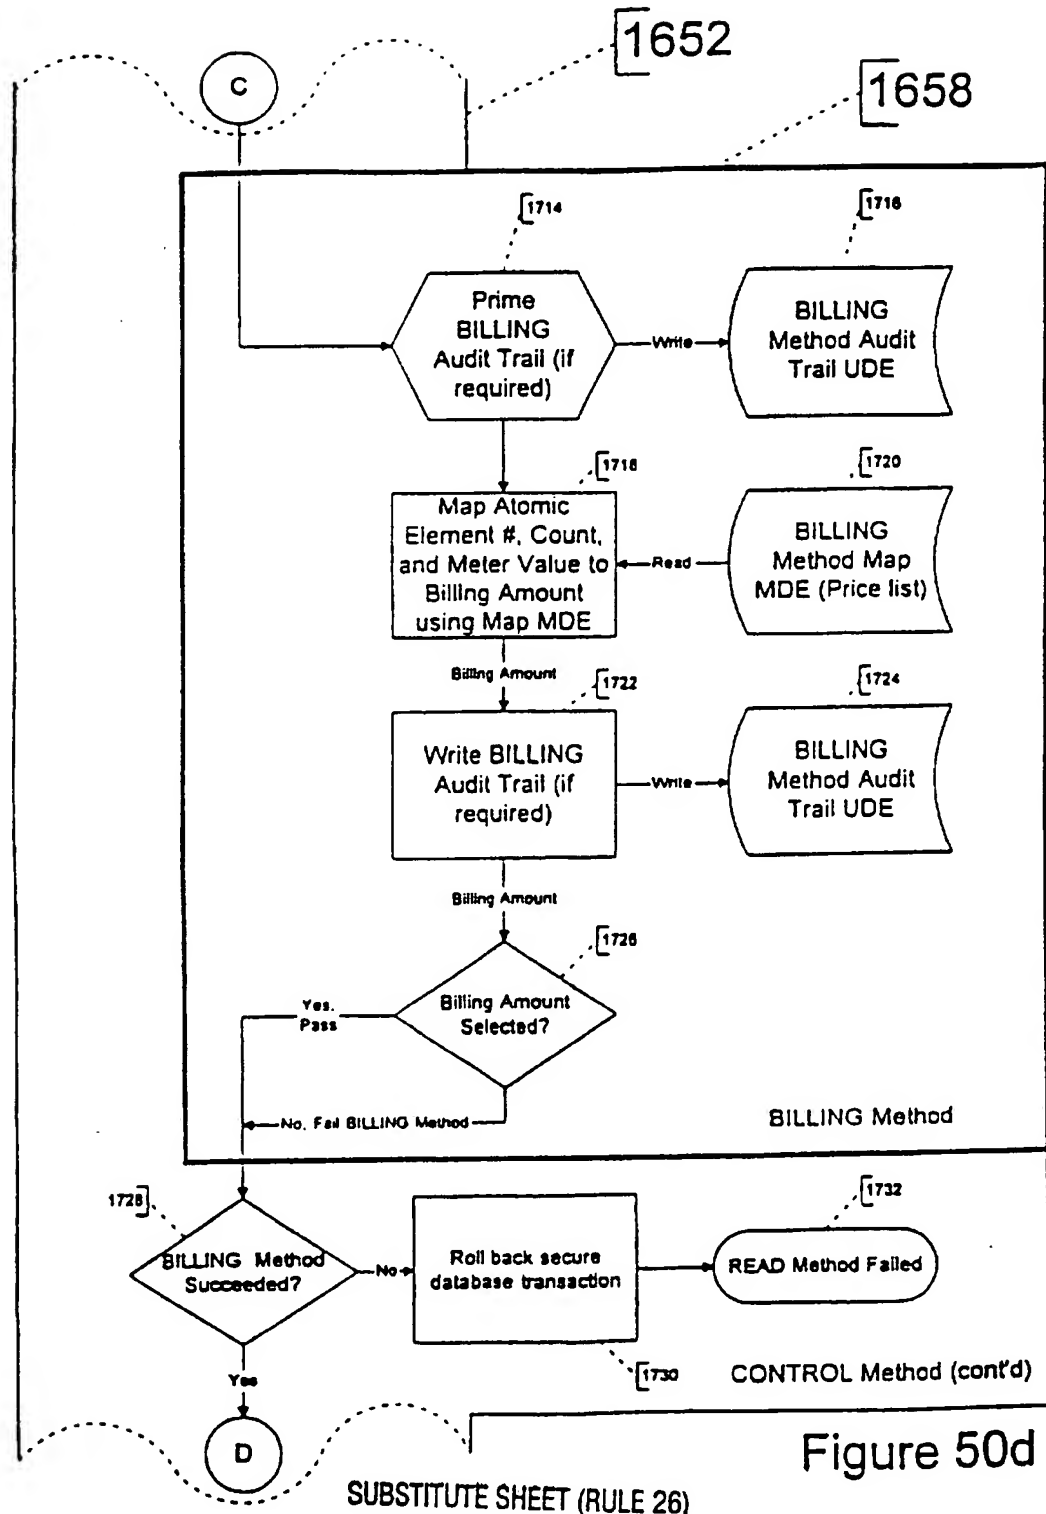 1652
C
1658
1714
1716
Prime
BILLING
Audit Trail (if
required)
Write
BILLING
Method Audit
Trail UDE
1718
1720
Map Atomic
Element #, Count,
and Meter Value to
Billing Amount
using Map MDE
Read
BILLING
Method Map
MDE (Price list)
Billing Amount
1722
1724
Write BILLING
Audit Trail (if
required)
Write
BILLING
Method Audit
Trail UDE
Billing Amount
1726
Billing Amount
Selected?
Yes,
Pass
No, Fail BILLING Method
BILLING Method
1728
1732
BILLING Method
Succeeded?
No
Roll back secure
database transaction
READ Method Failed
Yes
1730
CONTROL Method (cont'd)
D
Figure 50d
SUBSTITUTE SHEET (RULE 26)